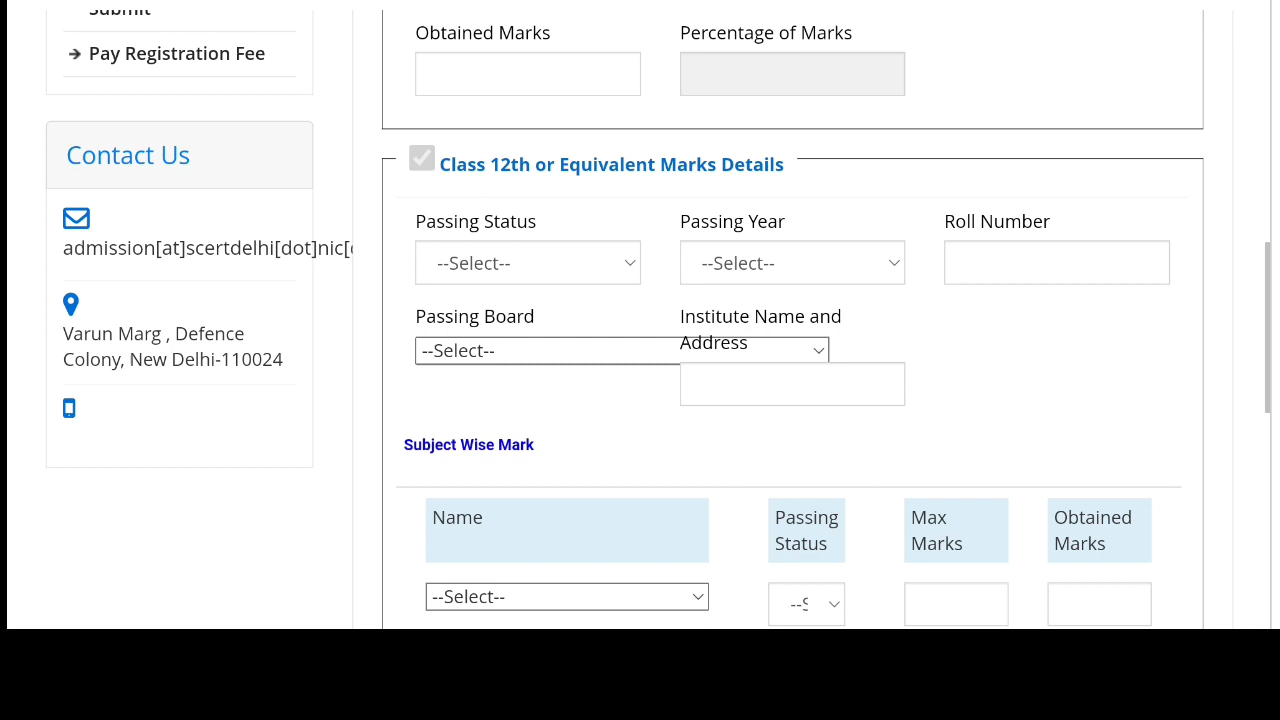 Submit
Pay Registration Fee
Contact Us
admission[at]scertdelhi[dot]nic[
Varun Marg , Defence
Colony, New Delhi-110024
Obtained Marks
Percentage of Marks
Class 12th or Equivalent Marks Details
Passing Status
Passing Year
Roll Number
--Select--
--Select--
Passing Board
Institute Name and
Address
--Select--
Subject Wise Mark
Name
Passing
Status
Max
Marks
Obtained
Marks
--Select--
--S